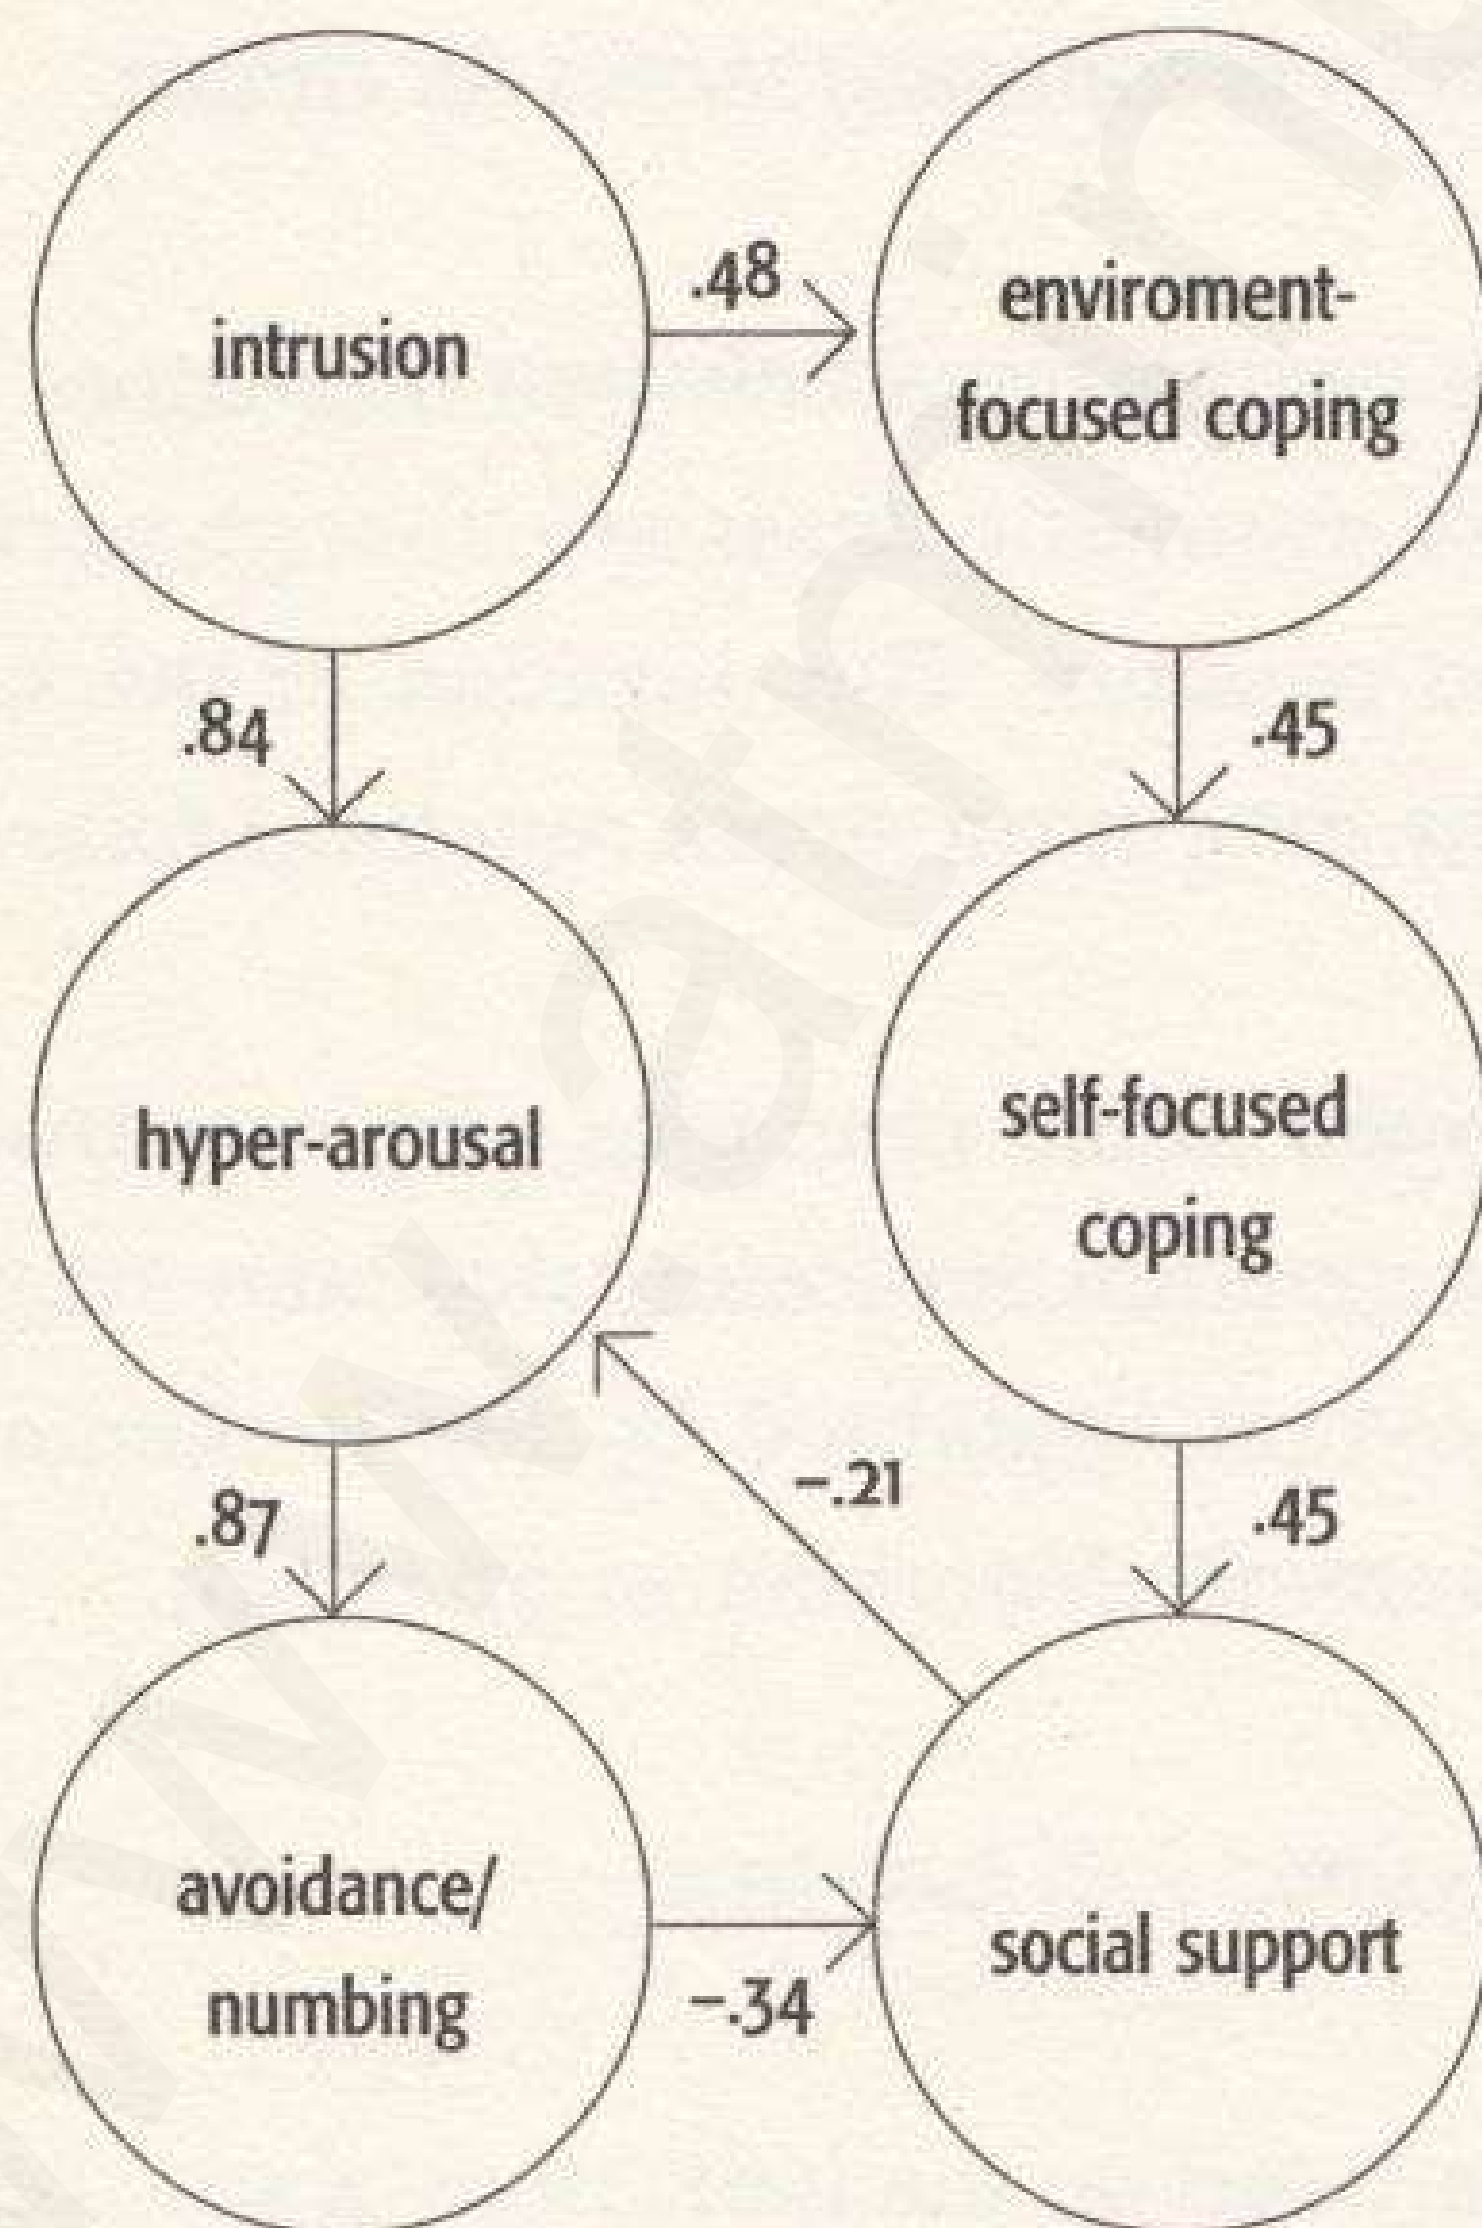 intrusion
.48
enviroment-
focused coping
.84
.45
hyper-arousal
self-focused
coping
.87
-.21
.45
avoidance/
numbing
-.34
social support